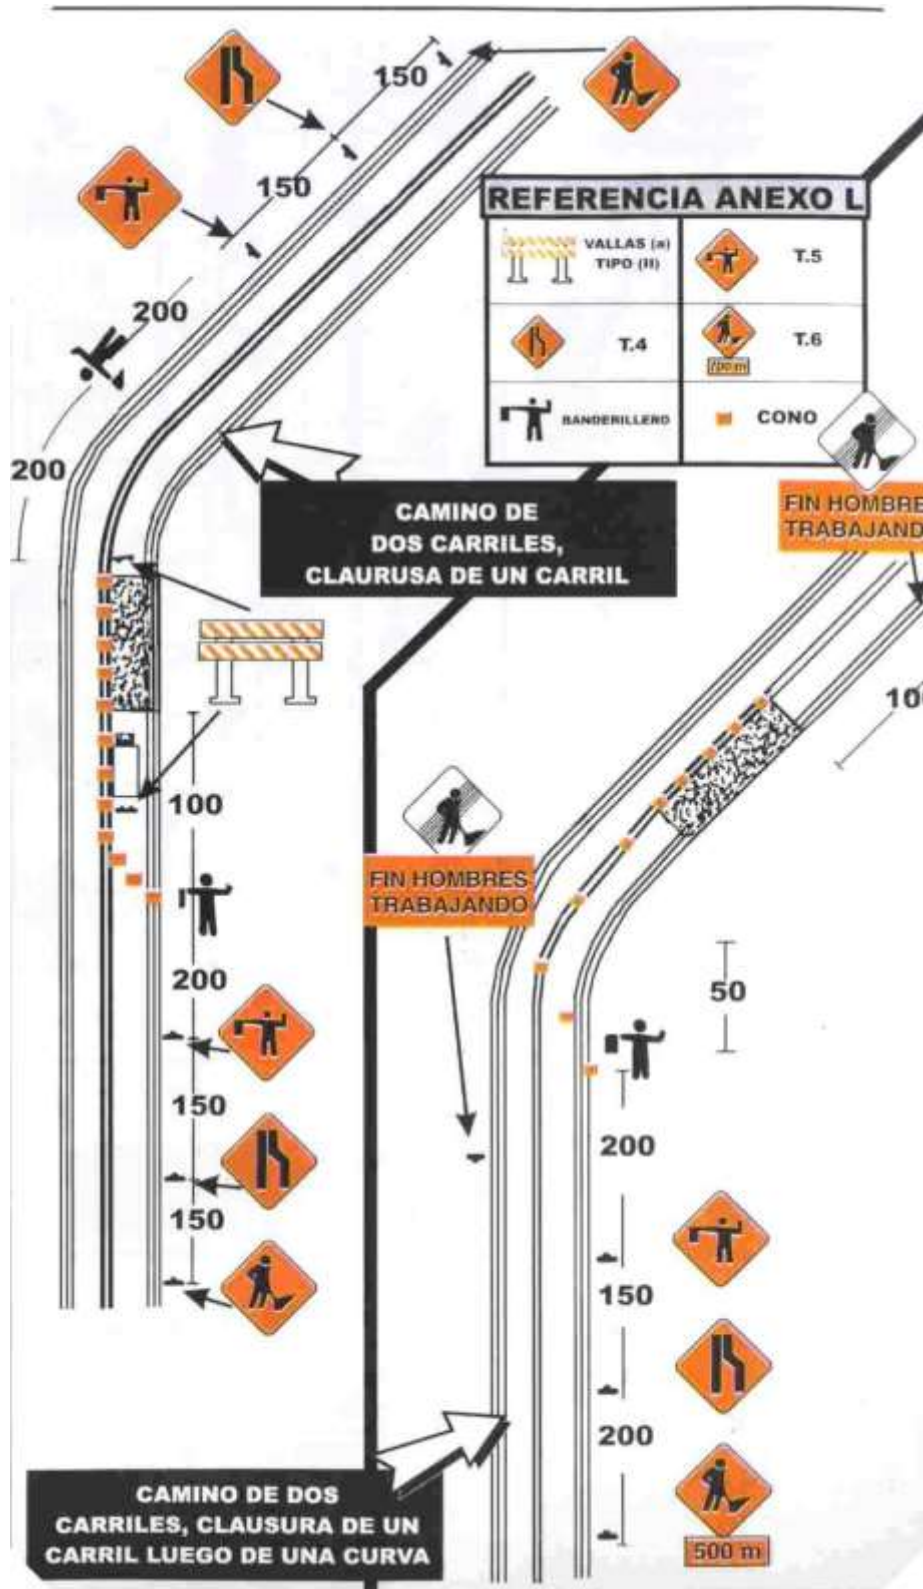 150
150
200
200
REFERENCIA ANEXO L
VALLAS (a)
TIPO (II)
T.5
T.4
T.6
BANDERILLERO
CONO
CAMINO DE
DOS CARRILES,
CLAURUSA DE UN CARRIL
FIN HOMBRE
TRABAJAND
10
100
FIN HOMBRES
TRABAJANDO
200
50
150
200
150
150
200
500 m
CAMINO DE DOS
CARRILES, CLAUSURA DE UN
CARRIL LUEGO DE UNA CURVA